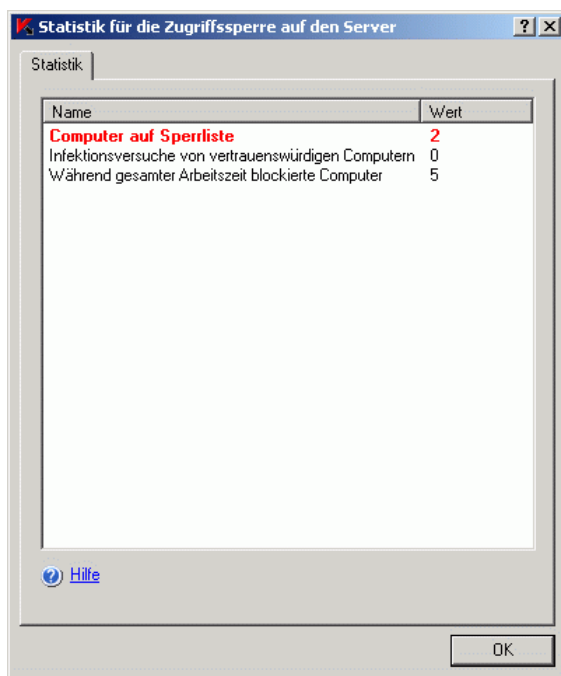 Statistik für die Zugriffssperre auf den Server
Statistik
Name Wert
Computer auf Sperrliste 2
Infektionsversuche von vertrauenswürdigen Computern 0
Während gesamter Arbeitszeit blockierte Computer 5
Hilfe
OK